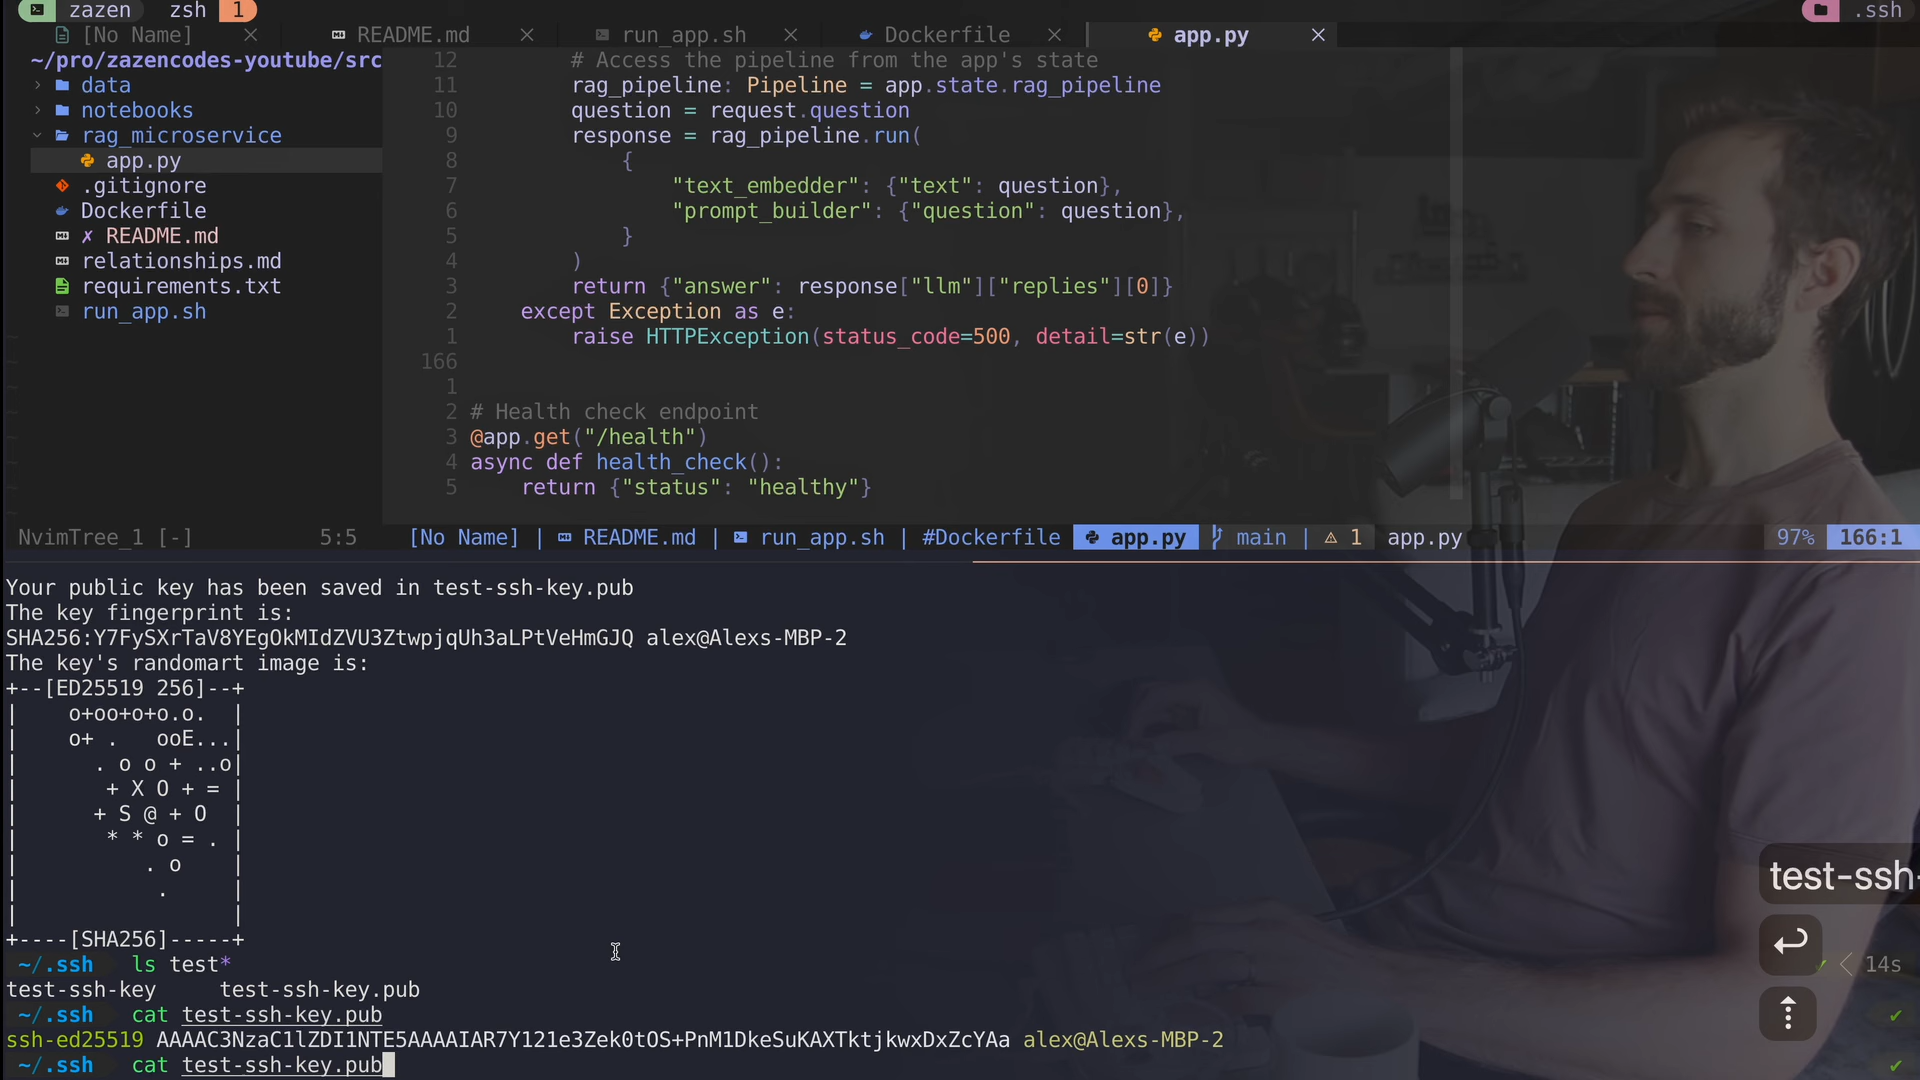 zazen zsh 1 .ssh
[No Name] README.md run_app.sh Dockerfile app.py
~/pro/zazencodes-youtube/src
data
notebooks
rag_microservice
app.py
.gitignore
Dockerfile
✗ README.md
relationships.md
requirements.txt
run_app.sh
12 # Access the pipeline from the app's state
11 rag_pipeline: Pipeline = app.state.rag_pipeline
10 question = request.question
9 response = rag_pipeline.run(
8 {
7 "text_embedder": {"text": question},
6 "prompt_builder": {"question": question},
5 }
4 )
3 return {"answer": response["llm"]["replies"][0]}
2 except Exception as e:
1 raise HTTPException(status_code=500, detail=str(e))
166
1
2 # Health check endpoint
3 @app.get("/health")
4 async def health_check():
5 return {"status": "healthy"}
NvimTree_1 [-] 5:5 [No Name] | README.md | run_app.sh | #Dockerfile app.py main | ⚠ 1 app.py 97% 166:1
Your public key has been saved in test-ssh-key.pub
The key fingerprint is:
SHA256:Y7FySXrTaV8YEgOkMIdZVU3ZtwpjqUh3aLPtVeHmGJQ alex@Alexs-MBP-2
The key's randomart image is:
+--[ED25519 256]--+
|    o+oo+o+o.o.  |
|    o+ .   ooE...|
|      . o o + ..o|
|       + X O + = |
|      + S @ + O  |
|       * * o = . |
|          . o    |
|           .     |
|                 |
+----[SHA256]-----+
~/.ssh ls test* 14s
test-ssh-key test-ssh-key.pub
~/.ssh cat test-ssh-key.pub ✔
ssh-ed25519 AAAAC3NzaC1lZDI1NTE5AAAAIAR7Y121e3Zek0tOS+PnM1DkeSuKAXTktjkwxDxZcYAa alex@Alexs-MBP-2
~/.ssh cat test-ssh-key.pub ✔
test-ssh-